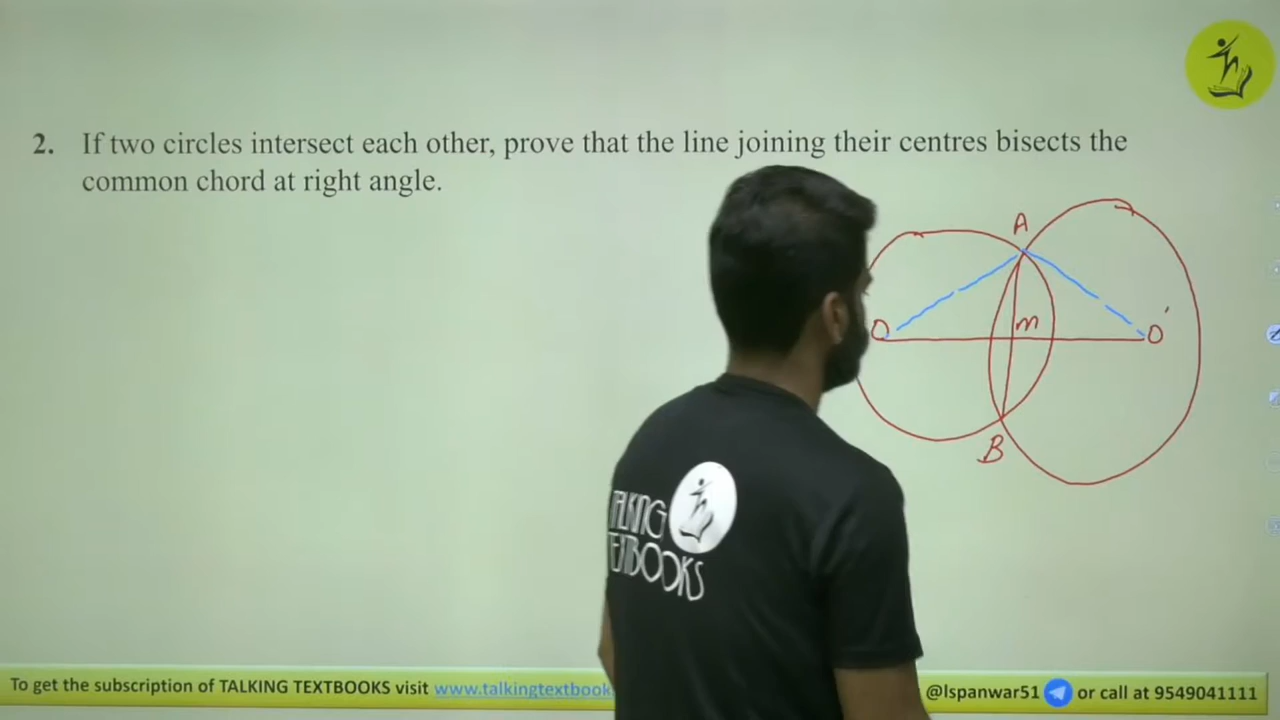 2. If two circles intersect each other, prove that the line joining their centres bisects the
common chord at right angle.
A
O
m
O'
B
TALKING
TEXTBOOKS
To get the subscription of TALKING TEXTBOOKS visit www.talkingtextbook
@lspanwar51 or call at 9549041111